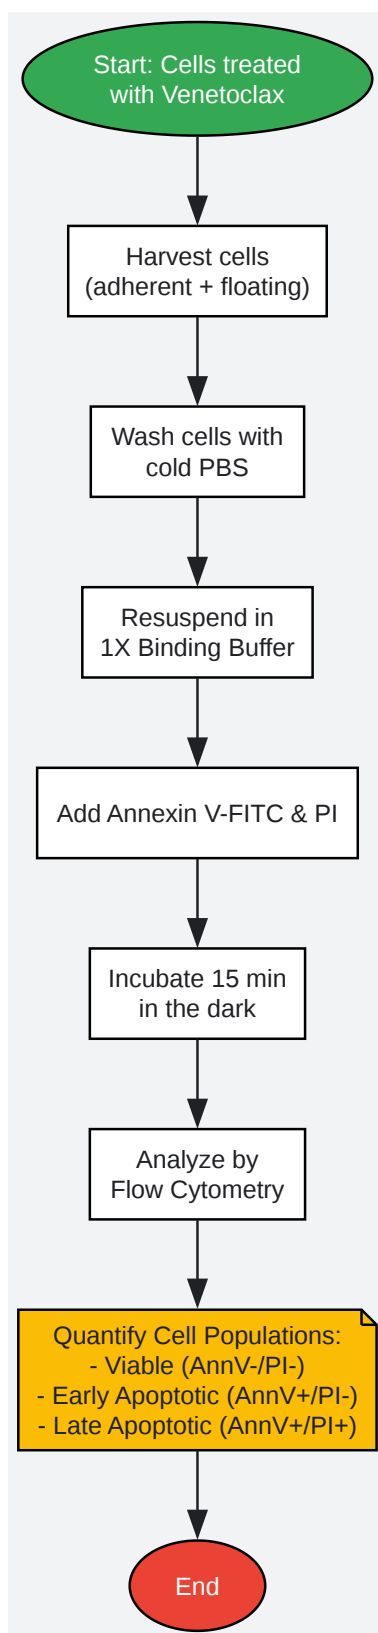 Start: Cells treated
with Venetoclax
Harvest cells
(adherent + floating)
Wash cells with
cold PBS
Resuspend in
1X Binding Buffer
Add Annexin V-FITC & PI
Incubate 15 min
in the dark
Analyze by
Flow Cytometry
Quantify Cell Populations:
- Viable (AnnV-/PI-)
- Early Apoptotic (AnnV+/PI-)
- Late Apoptotic (AnnV+/PI+)
End